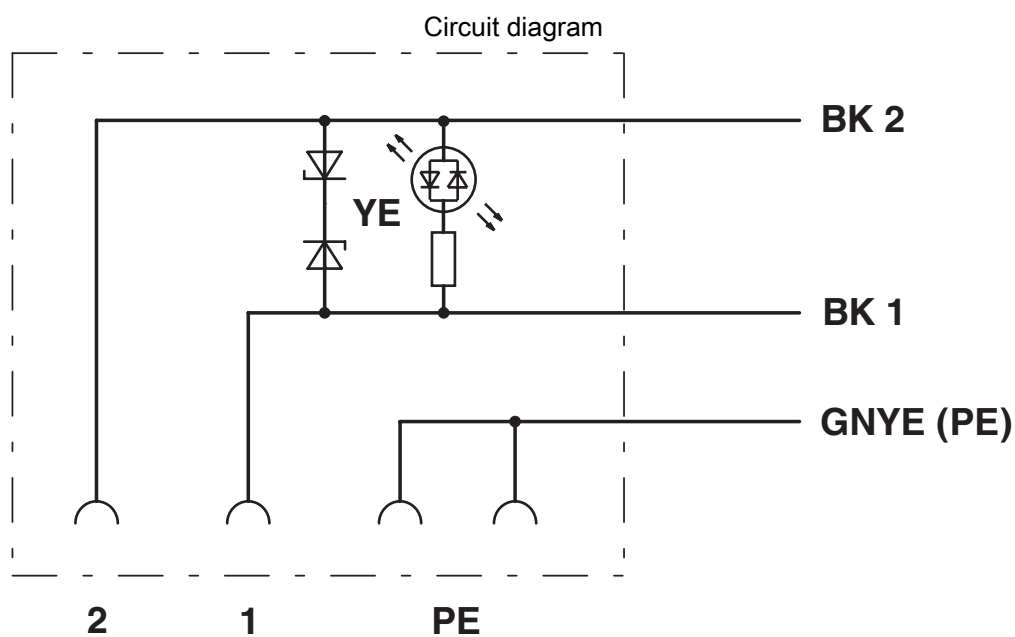 Circuit diagram
BK 2
YE
BK 1
GNYE (PE)
2 1 PE